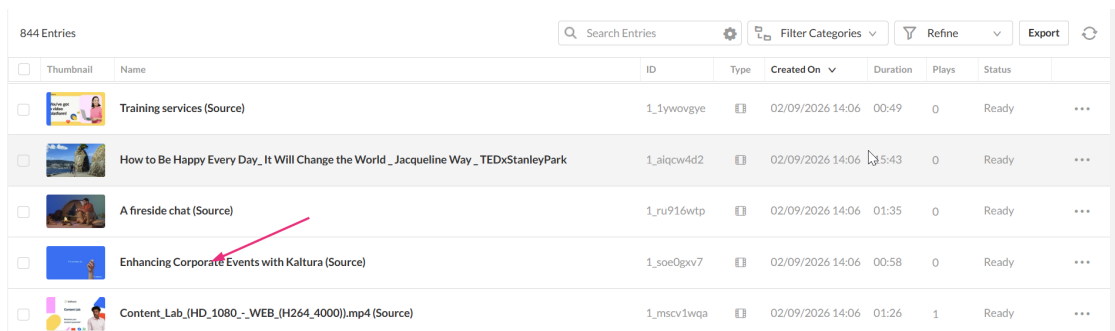 844 Entries Search Entries Filter Categories Refine Export
Thumbnail Name ID Type Created On Duration Plays Status
Training services (Source) 1_1ywovgye 02/09/2026 14:06 00:49 0 Ready
How to Be Happy Every Day_ It Will Change the World _ Jacqueline Way _ TEDxStanleyPark 1_aiqcw4d2 02/09/2026 14:06 5:43 0 Ready
A fireside chat (Source) 1_ru916wtp 02/09/2026 14:06 01:35 0 Ready
Enhancing Corporate Events with Kaltura (Source) 1_soe0gxv7 02/09/2026 14:06 00:58 0 Ready
Content_Lab_(HD_1080_-_WEB_(H264_4000)).mp4 (Source) 1_mscv1wqa 02/09/2026 14:06 01:26 1 Ready